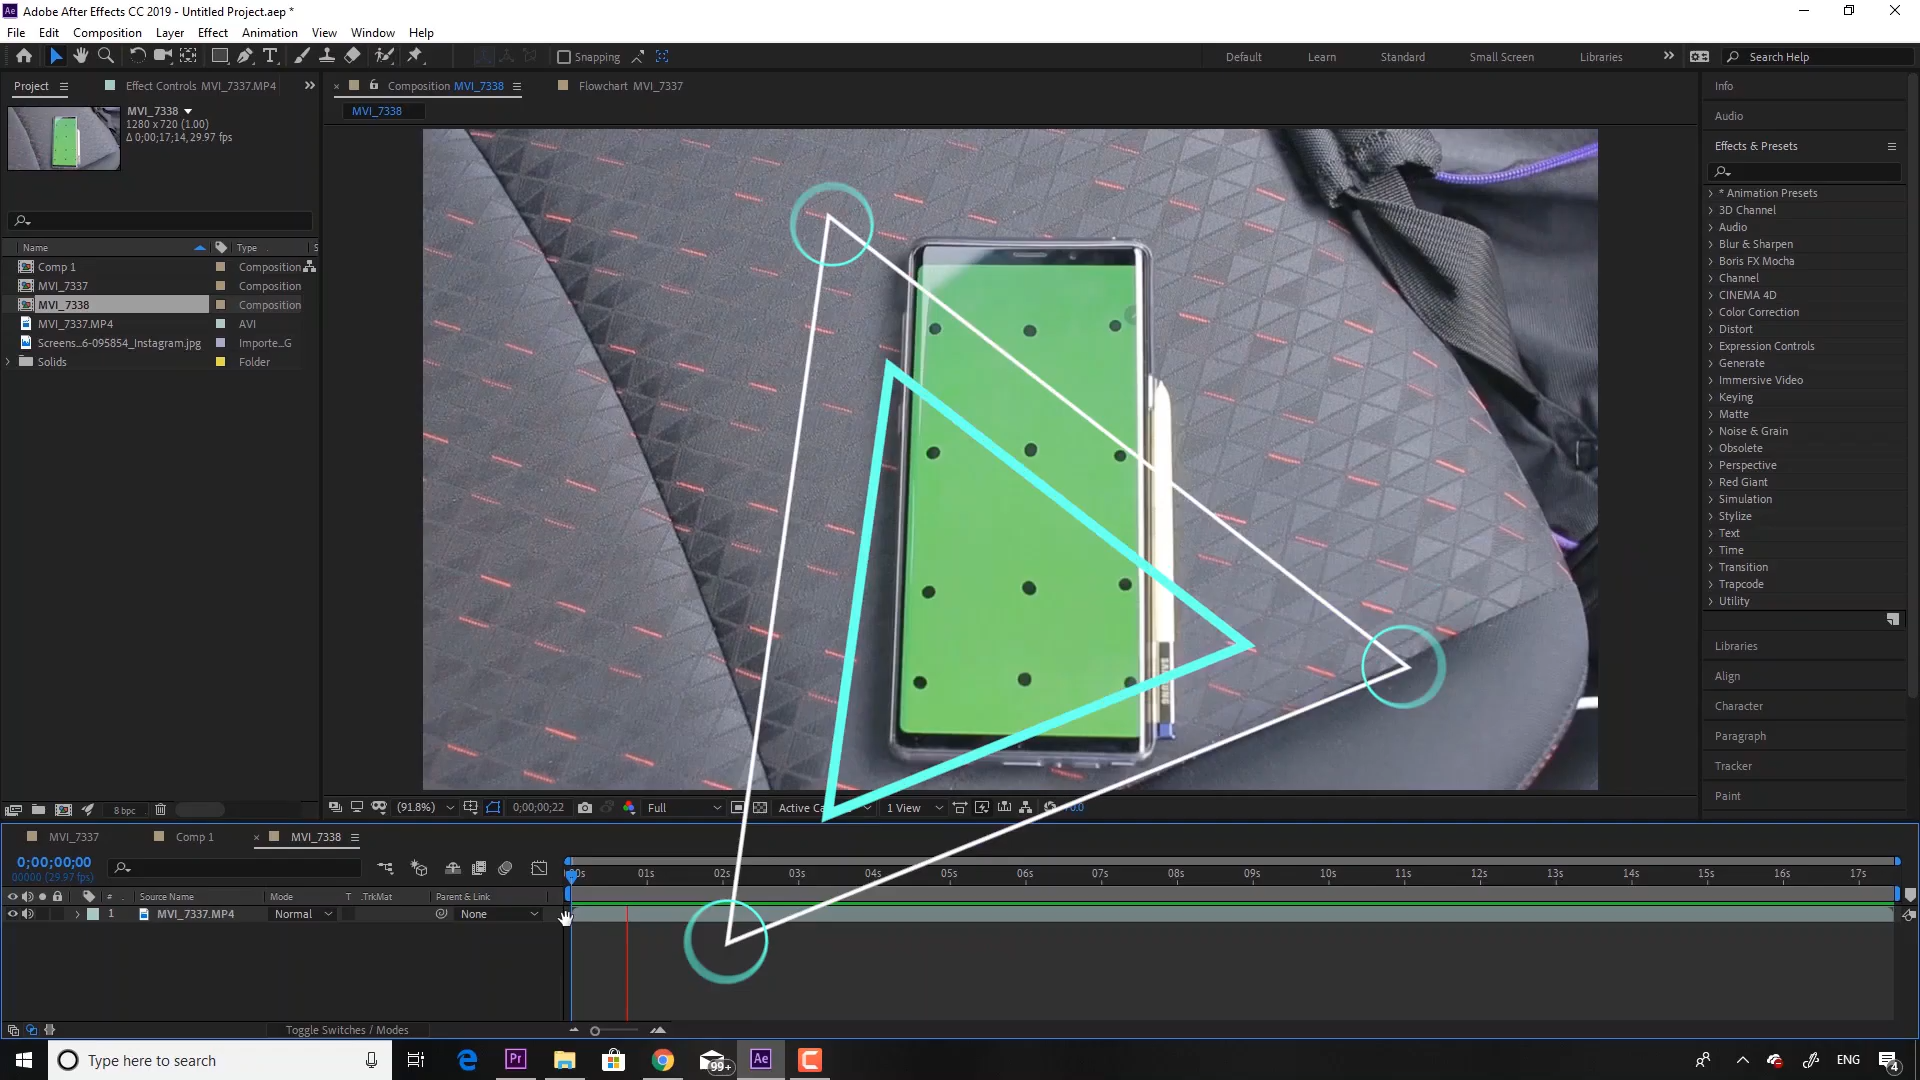 Adobe After Effects CC 2019 - Untitled Project.aep *
File Edit Composition Layer Effect Animation View Window Help
Snapping Default Learn Standard Small Screen Libraries Search Help
Project Effect Controls MVI_7337.MP4 Composition MVI_7338 Flowchart MVI_7337
MVI_7338
1280 x 720 (1.00)
Δ 0;00;17;14, 29.97 fps
MVI_7338
Name Type S
Comp 1 Composition
MVI_7337 Composition
MVI_7338 Composition
MVI_7337.MP4 AVI
Screens...6-095854_Instagram.jpg Importe...G
Solids Folder
8 bpc
SAMSUNG
(91.8%) 0;00;00;22 Full Active Ca 1 View
Info
Audio
Effects & Presets
* Animation Presets
3D Channel
Audio
Blur & Sharpen
Boris FX Mocha
Channel
CINEMA 4D
Color Correction
Distort
Expression Controls
Generate
Immersive Video
Keying
Matte
Noise & Grain
Obsolete
Perspective
Red Giant
Simulation
Stylize
Text
Time
Transition
Trapcode
Utility
Libraries
Align
Character
Paragraph
Tracker
Paint
MVI_7337 Comp 1 MVI_7338
0;00;00;00
00000 (29.97 fps)
# Source Name Mode T .TrkMat Parent & Link
1 MVI_7337.MP4 Normal None
01s 02s 03s 04s 05s 06s 07s 08s 09s 10s 11s 12s 13s 14s 15s 16s 17s
Toggle Switches / Modes
Type here to search Pr 99+ Ae C ENG 4